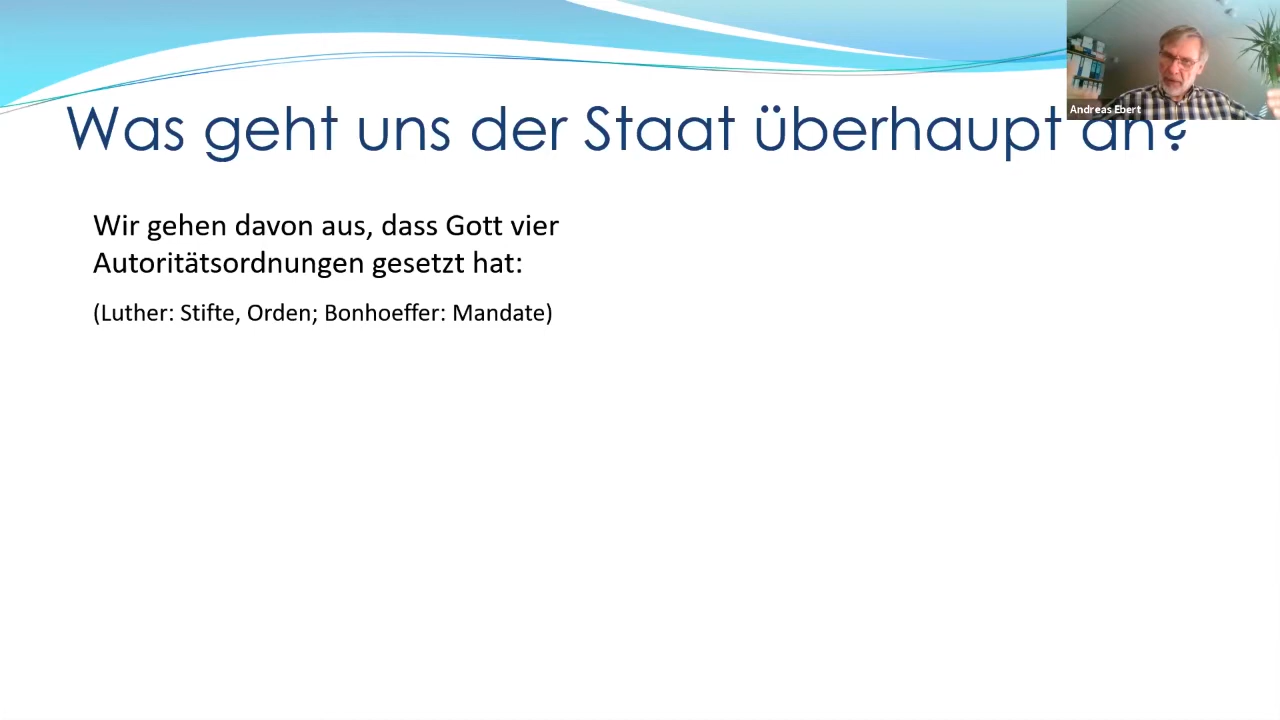 Was geht uns der Staat überhaupt an?
Andreas Ebert
Wir gehen davon aus, dass Gott vier
Autoritätsordnungen gesetzt hat:
(Luther: Stifte, Orden; Bonhoeffer: Mandate)